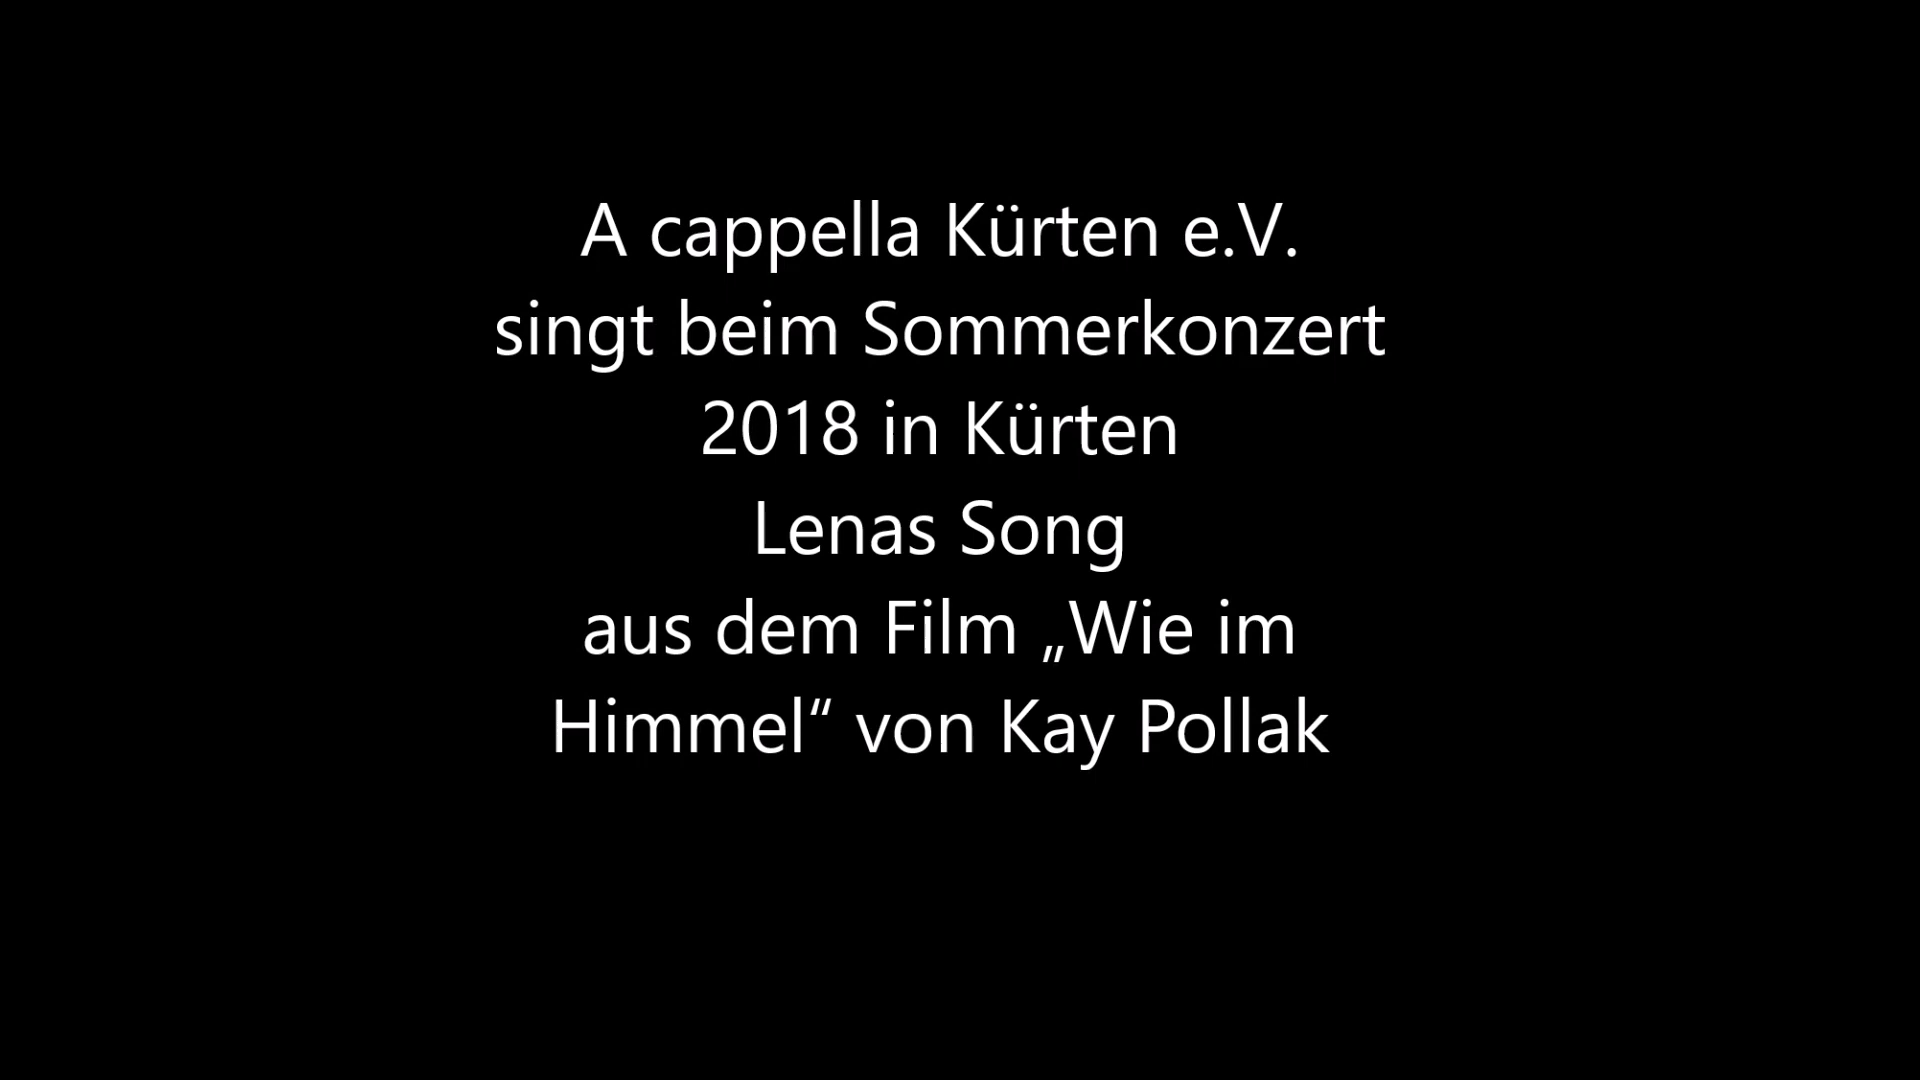 A cappella Kürten e.V.
singt beim Sommerkonzert
2018 in Kürten
Lenas Song
aus dem Film „Wie im
Himmel“ von Kay Pollak